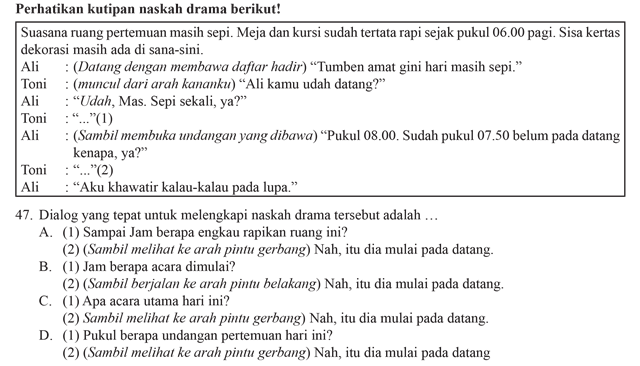 Perhatikan kutipan naskah drama berikut!
Suasana ruang pertemuan masih sepi. Meja dan kursi sudah tertata rapi sejak pukul 06.00 pagi. Sisa kertas
dekorasi masih ada di sana-sini.
Ali : (Datang dengan membawa daftar hadir) “Tumben amat gini hari masih sepi.”
Toni : (muncul dari arah kananku) “Ali kamu udah datang?”
Ali : “Udah, Mas. Sepi sekali, ya?”
Toni : “...”(1)
Ali : (Sambil membuka undangan yang dibawa) “Pukul 08.00. Sudah pukul 07.50 belum pada datang
kenapa, ya?”
Toni : “...”(2)
Ali : “Aku khawatir kalau-kalau pada lupa.”
47. Dialog yang tepat untuk melengkapi naskah drama tersebut adalah …
A. (1) Sampai Jam berapa engkau rapikan ruang ini?
(2) (Sambil melihat ke arah pintu gerbang) Nah, itu dia mulai pada datang.
B. (1) Jam berapa acara dimulai?
(2) (Sambil berjalan ke arah pintu belakang) Nah, itu dia mulai pada datang.
C. (1) Apa acara utama hari ini?
(2) Sambil melihat ke arah pintu gerbang) Nah, itu dia mulai pada datang.
D. (1) Pukul berapa undangan pertemuan hari ini?
(2) (Sambil melihat ke arah pintu gerbang) Nah, itu dia mulai pada datang